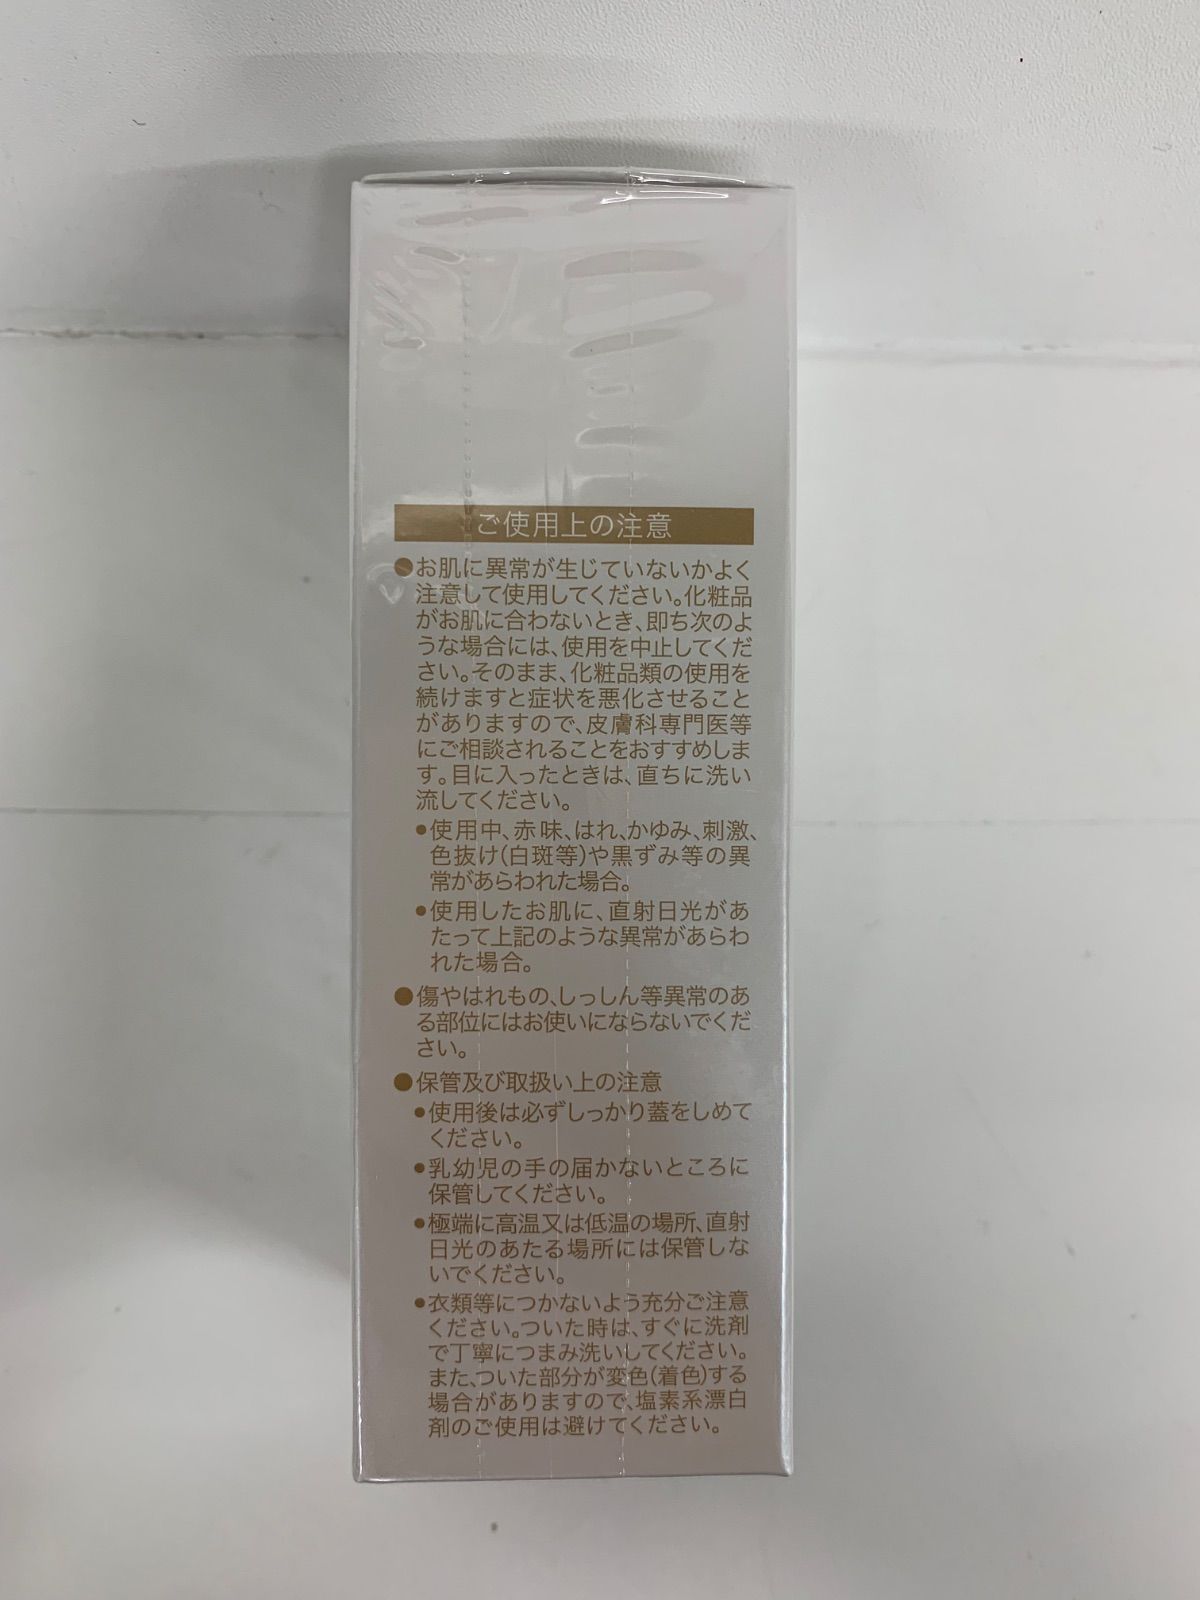 ご使用上の注意
●お肌に異常が生じていないかよく
注意して使用してください。化粧品
がお肌に合わないとき、即ち次のよ
うな場合には、使用を中止してくだ
さい。そのまま、化粧品類の使用を
続けますと症状を悪化させること
がありますので、皮膚科専門医等
にご相談されることをおすすめしま
す。目に入ったときは、直ちに洗い
流してください。
●使用中、赤味、はれ、かゆみ、刺激、
色抜け(白斑等)や黒ずみ等の異
常があらわれた場合。
●使用したお肌に、直射日光があ
たって上記のような異常があらわ
れた場合。
●傷やはれもの、しっしん等異常のあ
る部位にはお使いにならないでくだ
さい。
●保管及び取扱い上の注意
●使用後は必ずしっかり蓋をしめて
ください。
●乳幼児の手の届かないところに
保管してください。
●極端に高温又は低温の場所、直射
日光のあたる場所には保管しな
いでください。
●衣類等につかないよう充分ご注意
ください。ついた時は、すぐに洗剤
で丁寧につまみ洗いしてください。
また、ついた部分が変色(着色)する
場合がありますので、塩素系漂白
剤のご使用は避けてください。